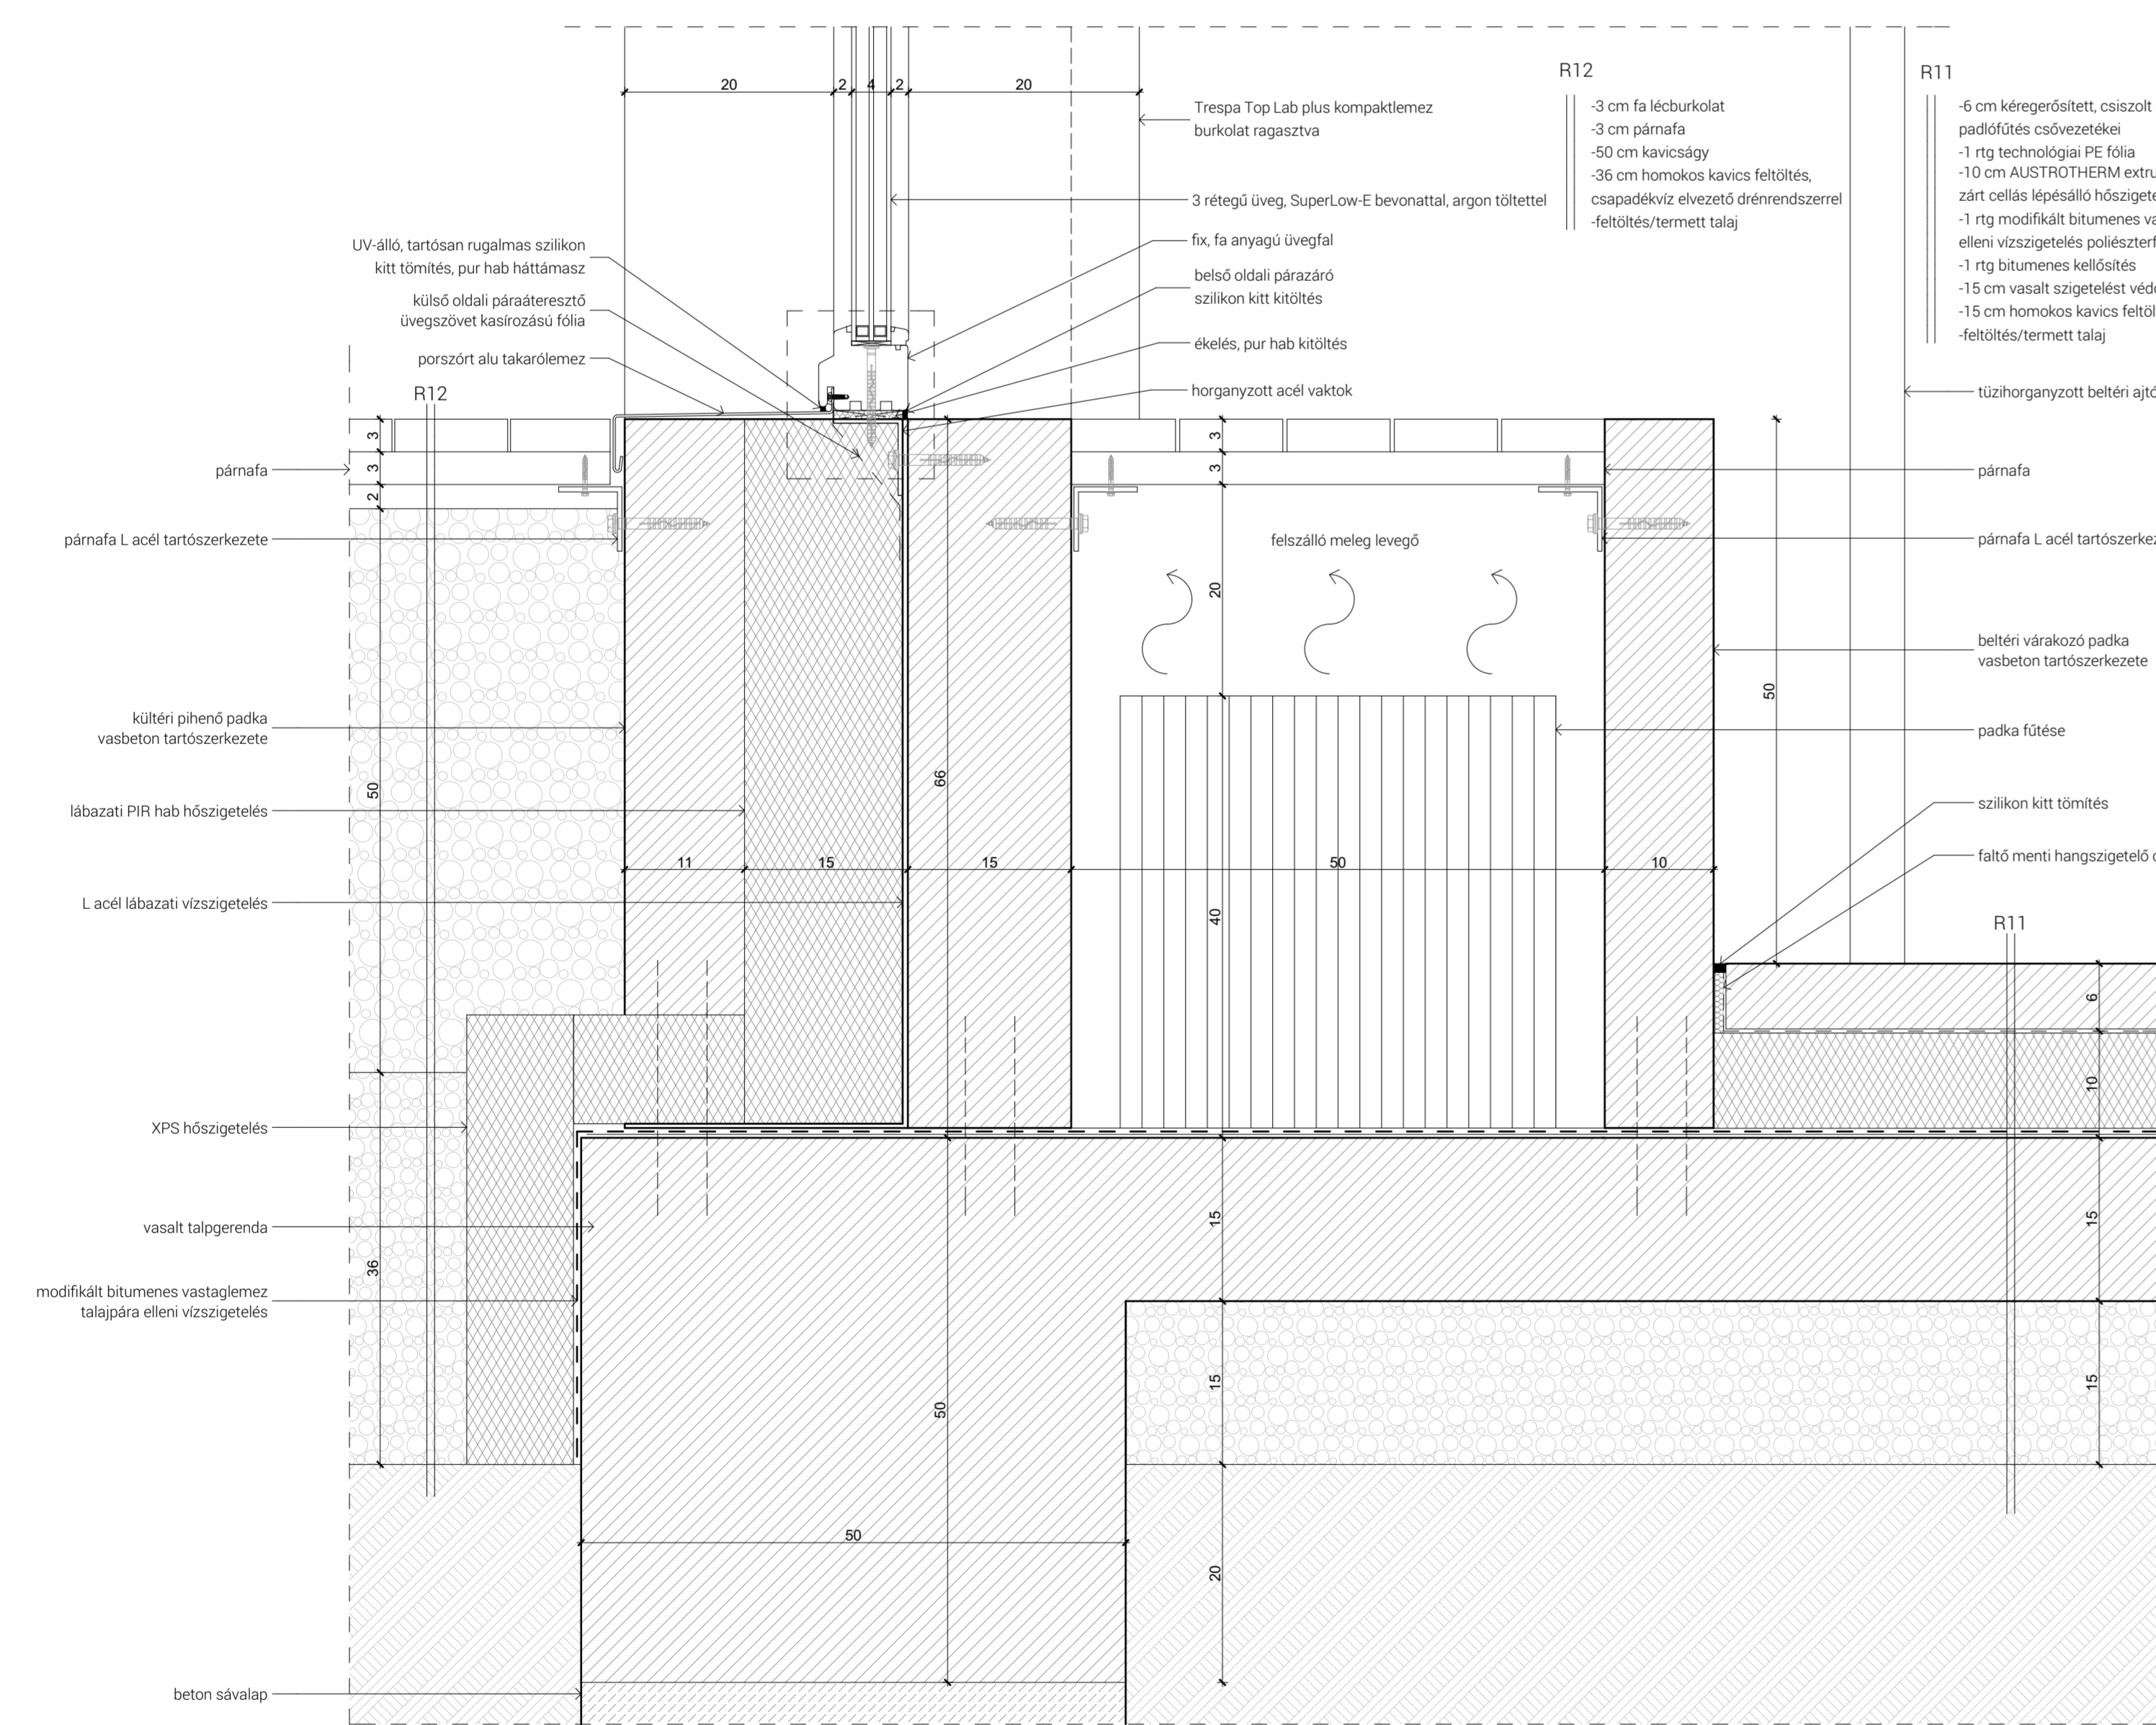 20
2
4
2
20
Trespa Top Lab plus kompaktlemez
burkolat ragasztva
3 rétegű üveg, SuperLow-E bevonattal, argon töltettel
fix, fa anyagú üvegfal
belső oldali párazáró
szilikon kitt kitöltés
ékelés, pur hab kitöltés
horganyzott acél vaktok
R12
-3 cm fa lécburkolat
-3 cm párnafa
-50 cm kavicságy
-36 cm homokos kavics feltöltés,
csapadékvíz elvezető drénrendszerrel
-feltöltés/termett talaj
R11
-6 cm kéregerősített, csiszolt
padlófűtés csővezetékei
-1 rtg technológiai PE fólia
-10 cm AUSTROTHERM extru
zárt cellás lépésálló hőszigete
-1 rtg modifikált bitumenes va
elleni vízszigetelés poliészterf
-1 rtg bitumenes kellősítés
-15 cm vasalt szigetelést véd
-15 cm homokos kavics feltöl
-feltöltés/termett talaj
UV-álló, tartósan rugalmas szilikon
kitt tömítés, pur hab háttámasz
külső oldali páraáteresztő
üvegszövet kasírozású fólia
porszórt alu takarólemez
R12
párnafa
párnafa L acél tartószerkezete
kültéri pihenő padka
vasbeton tartószerkezete
lábazati PIR hab hőszigetelés
L acél lábazati vízszigetelés
XPS hőszigetelés
vasalt talpgerenda
modifikált bitumenes vastaglemez
talajpára elleni vízszigetelés
beton sávalap
3
3
2
50
36
11
15
15
50
10
66
50
50
3
3
20
40
15
15
20
felszálló meleg levegő
50
tüzihorganyzott beltéri ajtó
párnafa
párnafa L acél tartószerkez
beltéri várakozó padka
vasbeton tartószerkezete
padka fűtése
szilikon kitt tömítés
faltő menti hangszigetelő
R11
6
10
15
15